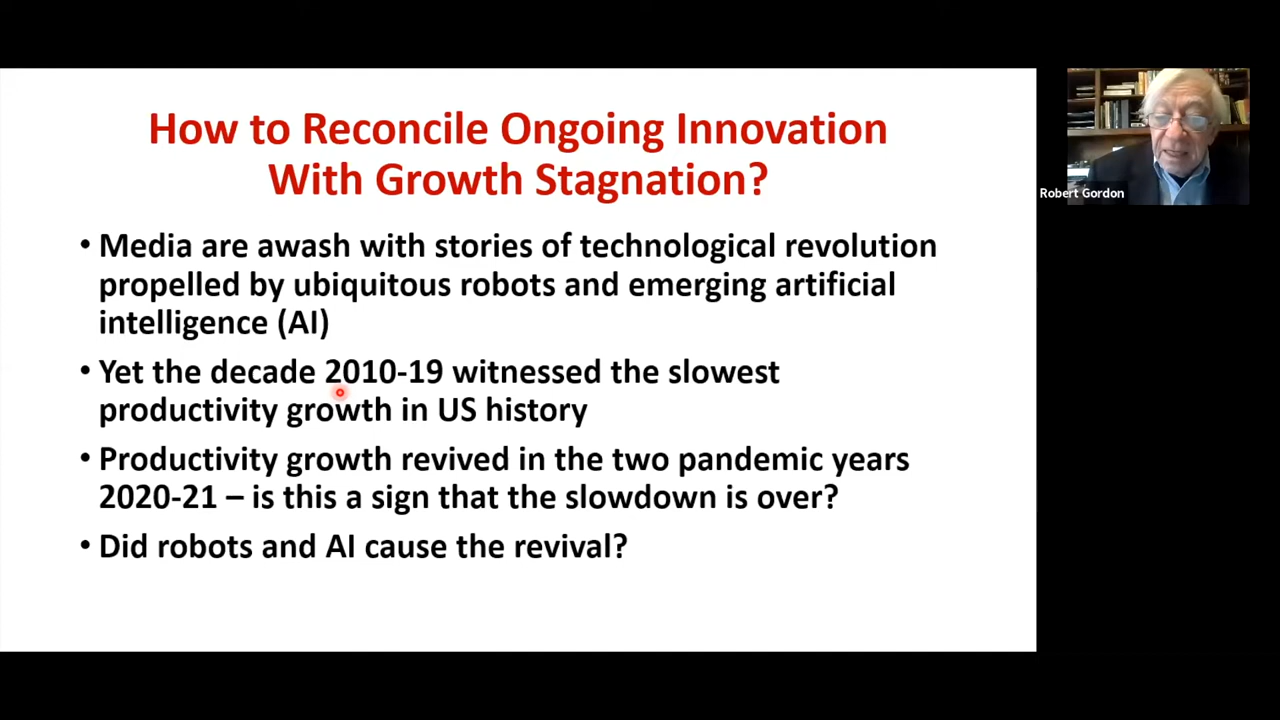 How to Reconcile Ongoing Innovation
With Growth Stagnation?
• Media are awash with stories of technological revolution
propelled by ubiquitous robots and emerging artificial
intelligence (AI)
• Yet the decade 2010-19 witnessed the slowest
productivity growth in US history
• Productivity growth revived in the two pandemic years
2020-21 – is this a sign that the slowdown is over?
• Did robots and AI cause the revival?
Robert Gordon